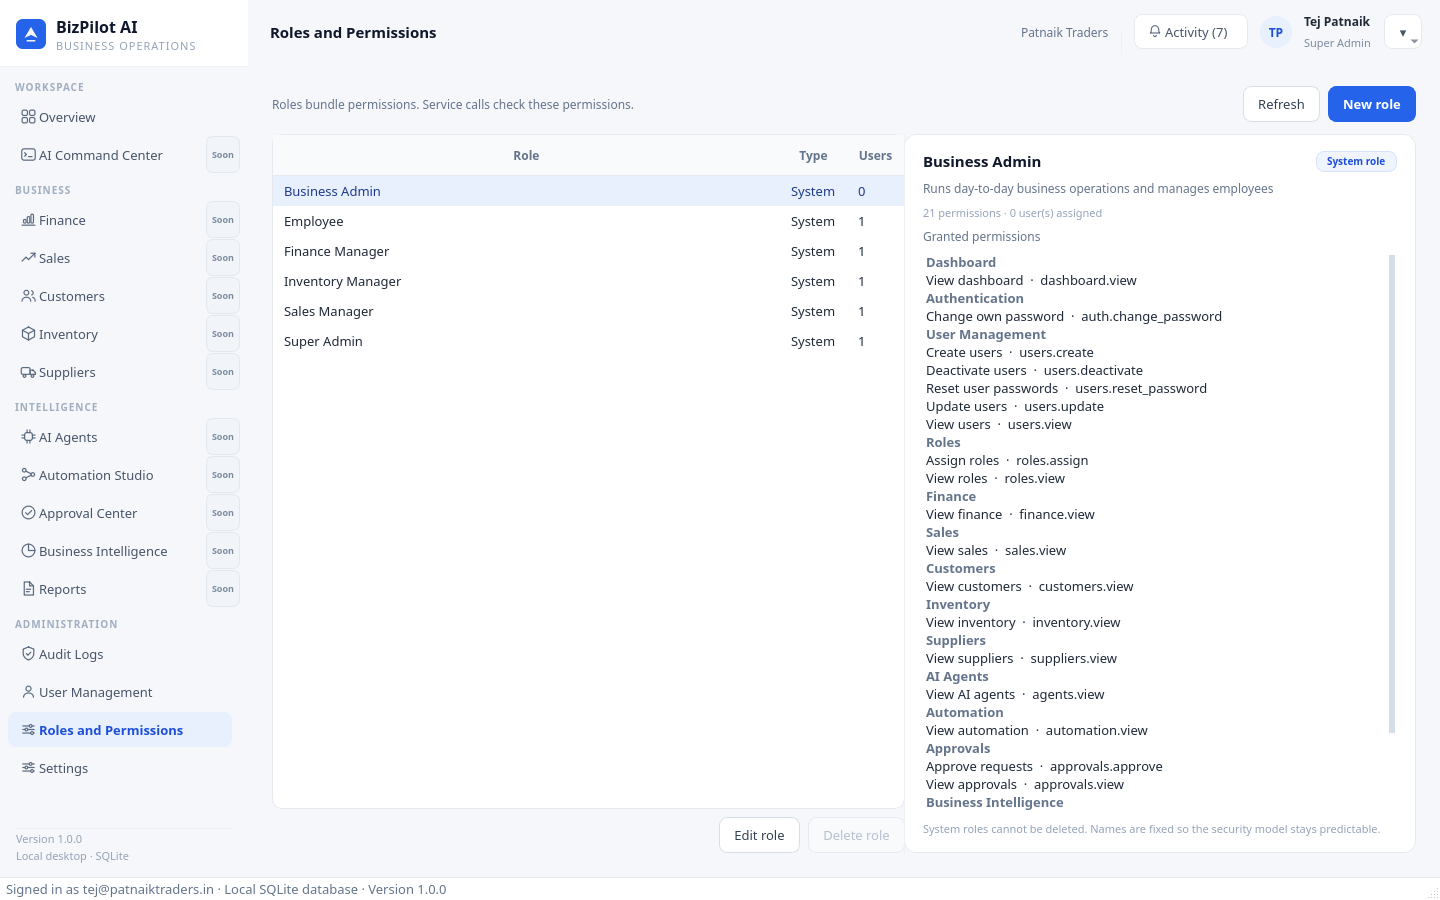 BizPilot AI
BUSINESS OPERATIONS
WORKSPACE
Overview
AI Command Center Soon
BUSINESS
Finance Soon
Sales Soon
Customers Soon
Inventory Soon
Suppliers Soon
INTELLIGENCE
AI Agents Soon
Automation Studio Soon
Approval Center Soon
Business Intelligence Soon
Reports Soon
ADMINISTRATION
Audit Logs
User Management
Roles and Permissions
Settings
Version 1.0.0
Local desktop · SQLite
Roles and Permissions
Patnaik Traders
Activity (7)
TP
Tej Patnaik
Super Admin
Roles bundle permissions. Service calls check these permissions.
Refresh
New role
Role Type Users
Business Admin System 0
Employee System 1
Finance Manager System 1
Inventory Manager System 1
Sales Manager System 1
Super Admin System 1
Edit role
Delete role
Business Admin
System role
Runs day-to-day business operations and manages employees
21 permissions · 0 user(s) assigned
Granted permissions
Dashboard
View dashboard · dashboard.view
Authentication
Change own password · auth.change_password
User Management
Create users · users.create
Deactivate users · users.deactivate
Reset user passwords · users.reset_password
Update users · users.update
View users · users.view
Roles
Assign roles · roles.assign
View roles · roles.view
Finance
View finance · finance.view
Sales
View sales · sales.view
Customers
View customers · customers.view
Inventory
View inventory · inventory.view
Suppliers
View suppliers · suppliers.view
AI Agents
View AI agents · agents.view
Automation
View automation · automation.view
Approvals
Approve requests · approvals.approve
View approvals · approvals.view
Business Intelligence
System roles cannot be deleted. Names are fixed so the security model stays predictable.
Signed in as tej@patnaiktraders.in · Local SQLite database · Version 1.0.0